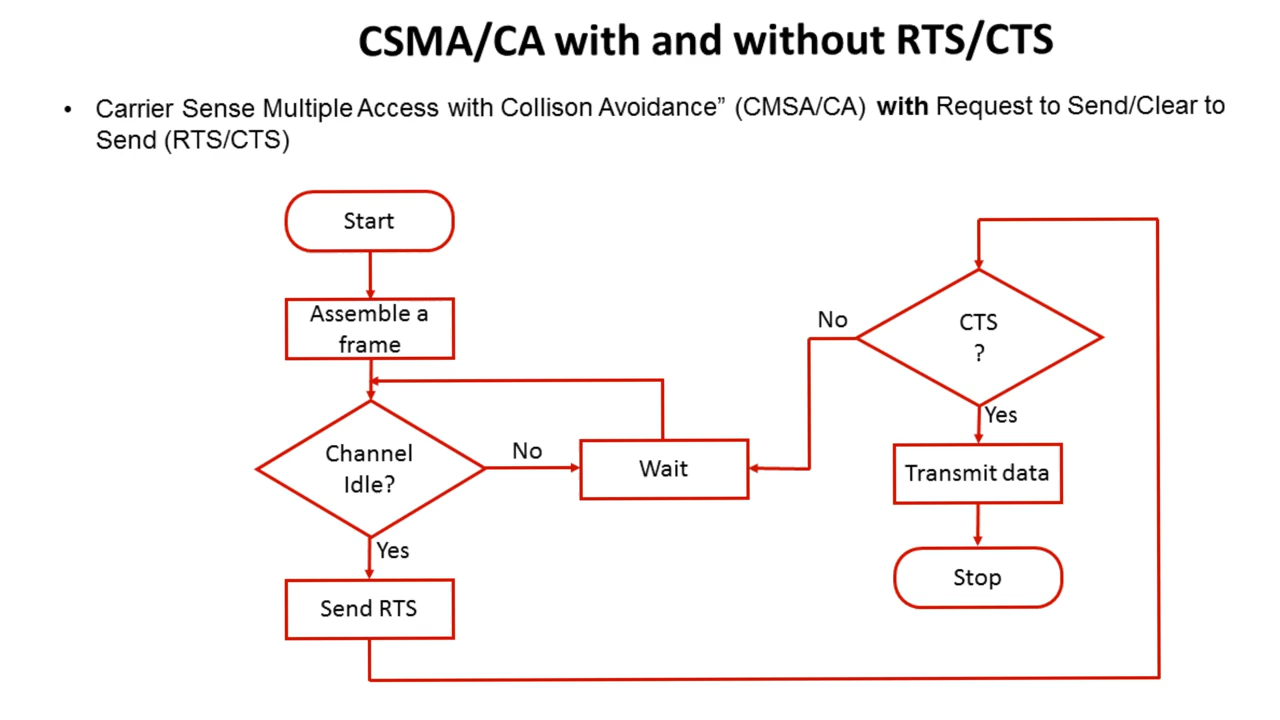 CSMA/CA with and without RTS/CTS
• Carrier Sense Multiple Access with Collison Avoidance” (CMSA/CA) with Request to Send/Clear to
Send (RTS/CTS)
Start
Assemble a
frame
Channel
Idle?
No
Wait
Yes
Send RTS
CTS
?
No
Yes
Transmit data
Stop